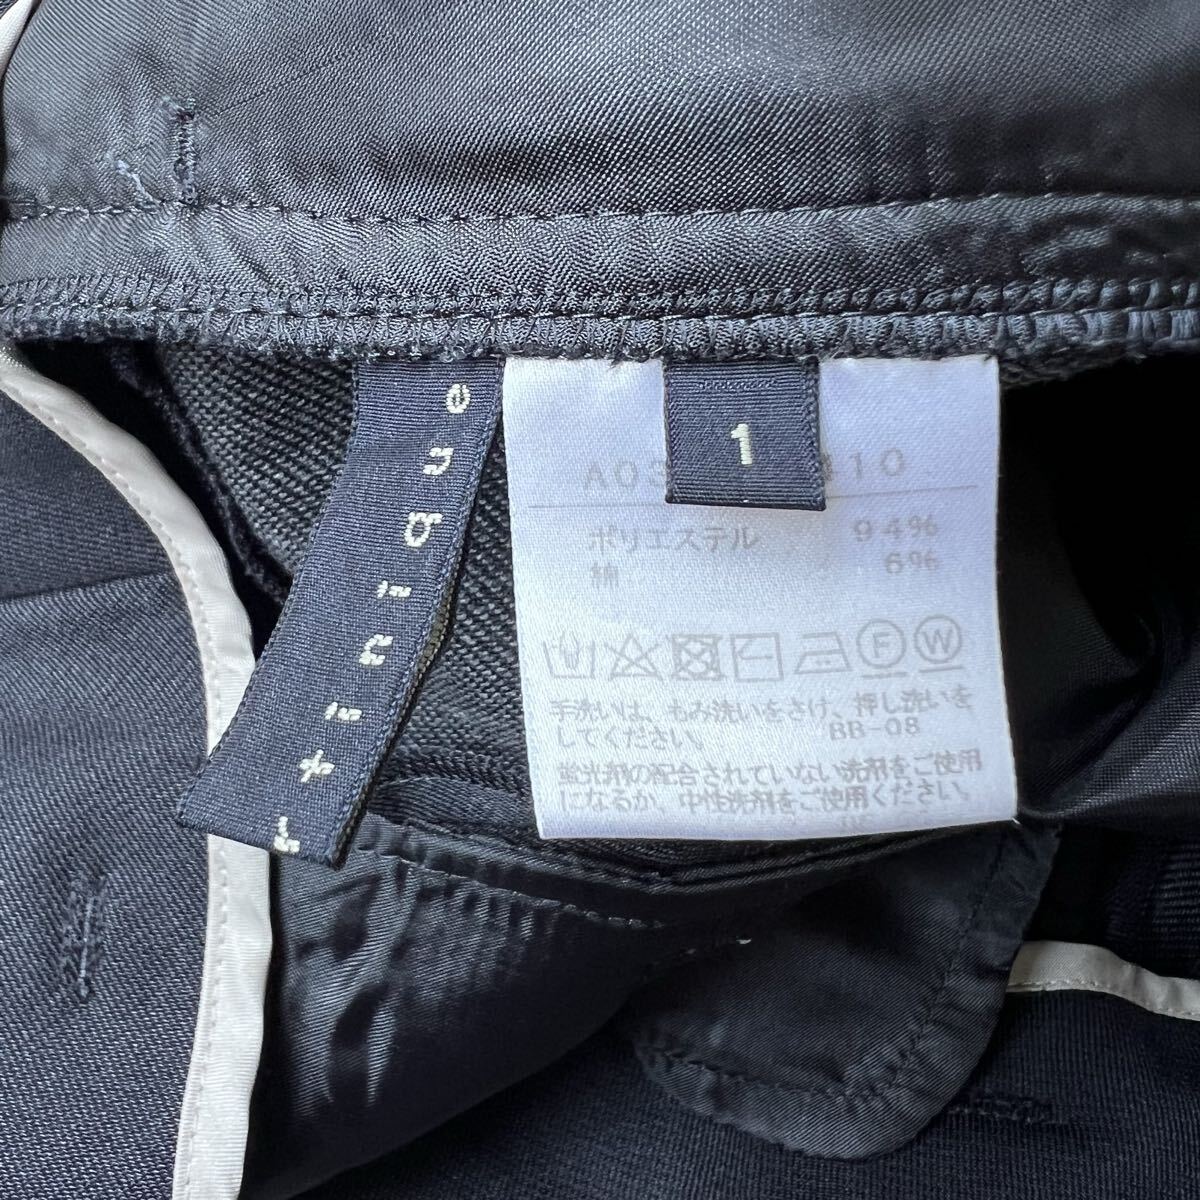 1
A03
10
ポリエステル 94%
綿 6%
F W
手洗いは、もみ洗いをさけ、押し洗いを
してください。 BB-08
蛍光剤の配合されていない洗剤をご使用
になるか、中性洗剤をご使用ください。